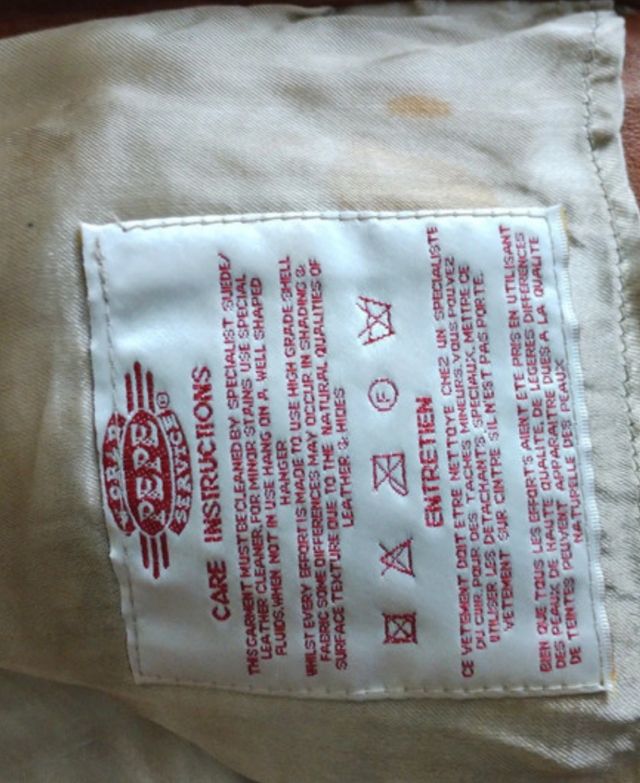 WORLD
PEPE
SERVICE®
CARE INSTRUCTIONS
THIS GARMENT MUST BE CLEANED BY SPECIALIST SUEDE/
LEATHER CLEANER. FOR MINOR STAINS USE SPECIAL
FLUIDS. WHEN NOT IN USE HANG ON A WELL SHAPED
HANGER
WHILST EVERY EFFORT IS MADE TO USE HIGH GRADE SHELL
FABRIC SOME DIFFERENCES MAY OCCUR IN SHADING &
SURFACE TEXTURE DUE TO THE NATURAL QUALITIES OF
LEATHER & HIDES
F
ENTRETIEN
CE VETEMENT DOIT ETRE NETTOYE CHEZ UN SPECIALISTE
DU CUIR. POUR DES TACHES MINEURS. VOUS POUVEZ
UTILISER LES DETACHANTS SPECIAUX. METTRE CE
VETEMENT SUR CINTRE S'IL N'EST PAS PORTE.
BIEN QUE TOUS LES EFFORTS AIENT ETE PRIS EN UTILISANT
DES PEAUX DE HAUTE QUALITE, DE LEGERES DIFFERENCES
DE TEINTES PEUVENT APPARAITRE DUES A LA QUALITE
NATURELLE DES PEAUX